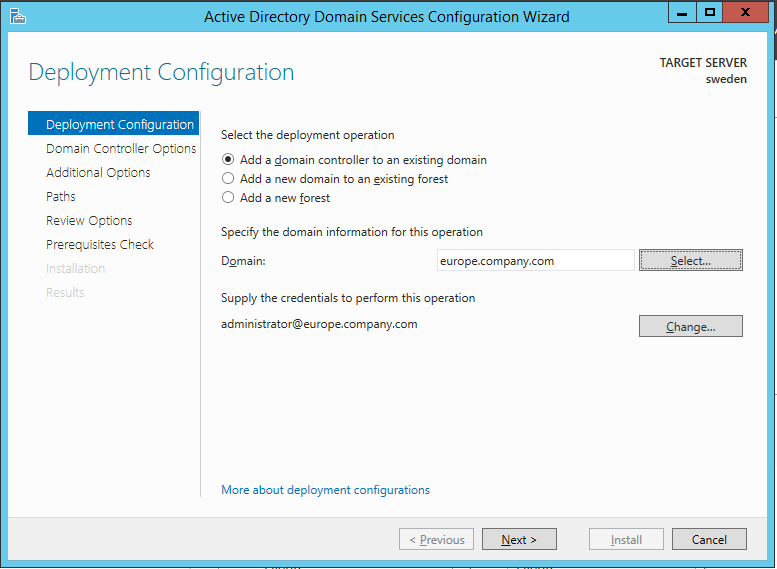 Active Directory Domain Services Configuration Wizard
Deployment Configuration
TARGET SERVER
sweden
Deployment Configuration
Domain Controller Options
Additional Options
Paths
Review Options
Prerequisites Check
Installation
Results
Select the deployment operation
Add a domain controller to an existing domain
Add a new domain to an existing forest
Add a new forest
Specify the domain information for this operation
Domain:
europe.company.com
Select...
Supply the credentials to perform this operation
administrator@europe.company.com
Change...
More about deployment configurations
< Previous
Next >
Install
Cancel